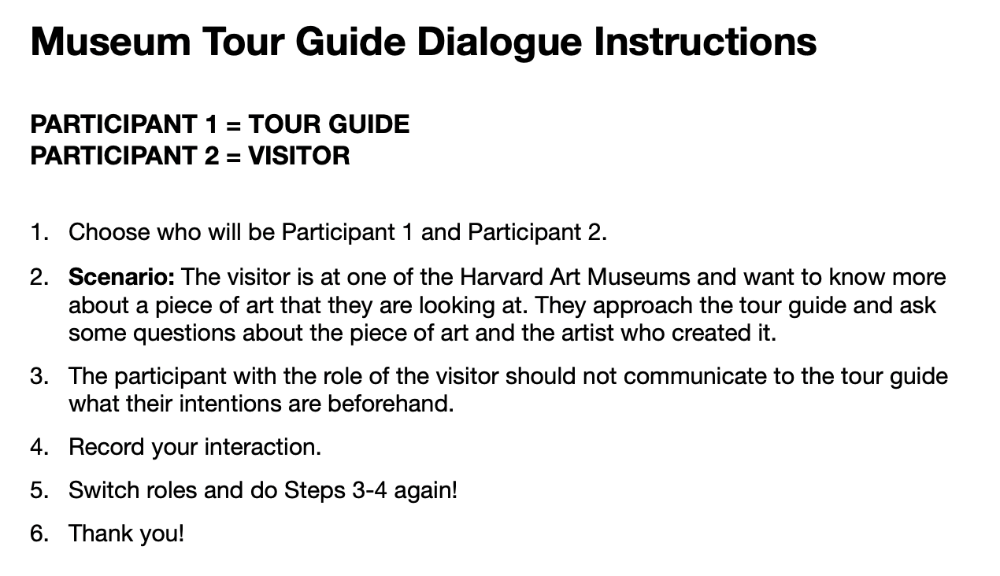 Museum Tour Guide Dialogue Instructions
PARTICIPANT 1 = TOUR GUIDE
PARTICIPANT 2 = VISITOR
1. Choose who will be Participant 1 and Participant 2.
2. Scenario: The visitor is at one of the Harvard Art Museums and want to know more
about a piece of art that they are looking at. They approach the tour guide and ask
some questions about the piece of art and the artist who created it.
3. The participant with the role of the visitor should not communicate to the tour guide
what their intentions are beforehand.
4. Record your interaction.
5. Switch roles and do Steps 3-4 again!
6. Thank you!